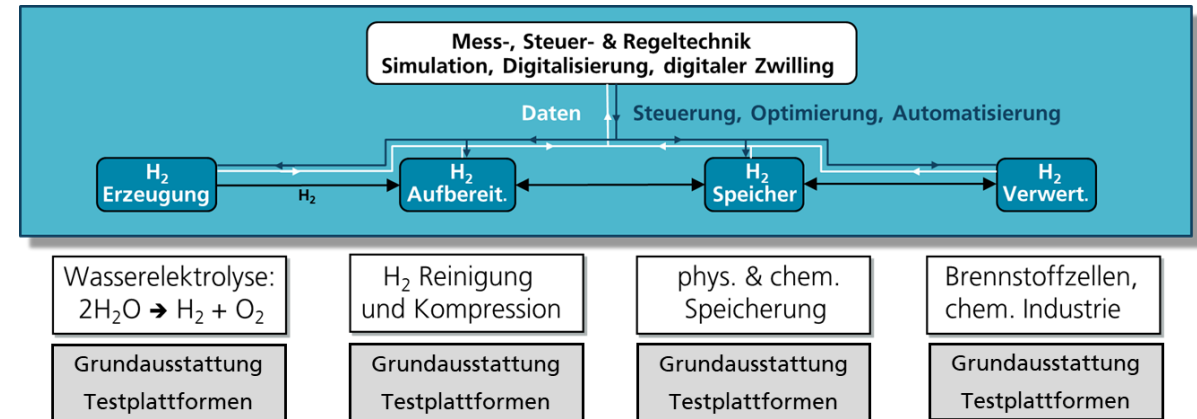 Mess-, Steuer- & Regeltechnik
Simulation, Digitalisierung, digitaler Zwilling
Daten
Steuerung, Optimierung, Automatisierung
H₂
Erzeugung
H₂
H₂
Aufbereit.
H₂
Speicher
H₂
Verwert.
Wasserelektrolyse:
2H₂O ➔ H₂ + O₂
H₂ Reinigung
und Kompression
phys. & chem.
Speicherung
Brennstoffzellen,
chem. Industrie
Grundausstattung
Testplattformen
Grundausstattung
Testplattformen
Grundausstattung
Testplattformen
Grundausstattung
Testplattformen